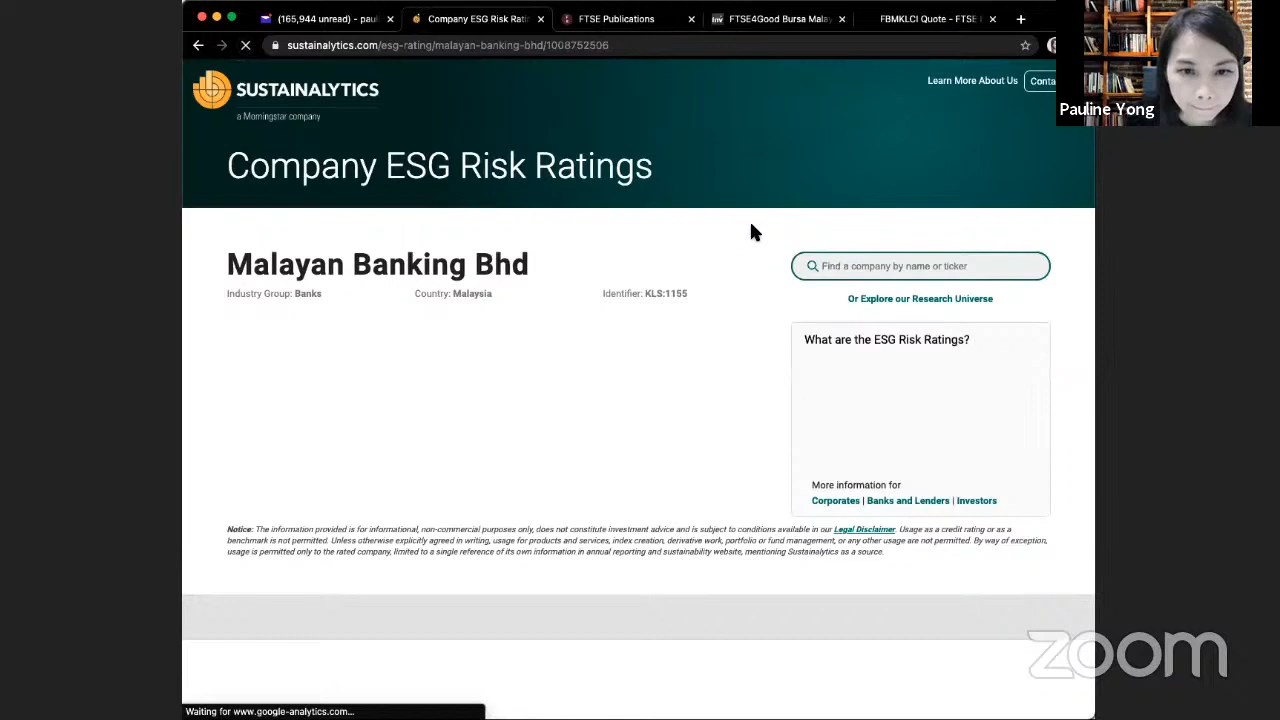 (165,944 unread) - paul
Company ESG Risk Ratin
FTSE Publications
FTSE4Good Bursa Malay
FBMKLCI Quote - FTSE
sustainalytics.com/esg-rating/malayan-banking-bhd/1008752506
SUSTAINALYTICS
a Morningstar company
Learn More About Us
Conta
Pauline Yong
Company ESG Risk Ratings
Malayan Banking Bhd
Find a company by name or ticker
Industry Group: Banks
Country: Malaysia
Identifier: KLS:1155
Or Explore our Research Universe
What are the ESG Risk Ratings?
More information for
Corporates | Banks and Lenders | Investors
Notice: The information provided is for informational, non-commercial purposes only, does not constitute investment advice and is subject to conditions available in our Legal Disclaimer. Usage as a credit rating or as a
benchmark is not permitted. Unless otherwise explicitly agreed in writing, usage for products and services, index creation, derivative work, portfolio or fund management, or any other usage are not permitted. By way of exception,
usage is permitted only to the rated company, limited to a single reference of its own information in annual reporting and sustainability website, mentioning Sustainalytics as a source.
zoom
Waiting for www.google-analytics.com...